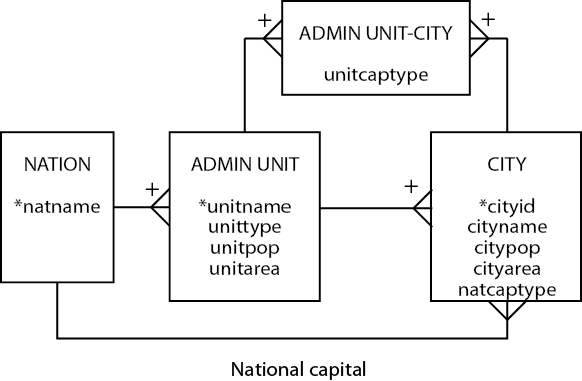 +
+
ADMIN UNIT-CITY
unitcaptype
NATION
*natname
+
ADMIN UNIT
*unitname
unittype
unitpop
unitarea
+
CITY
*cityid
cityname
citypop
cityarea
natcaptype
National capital